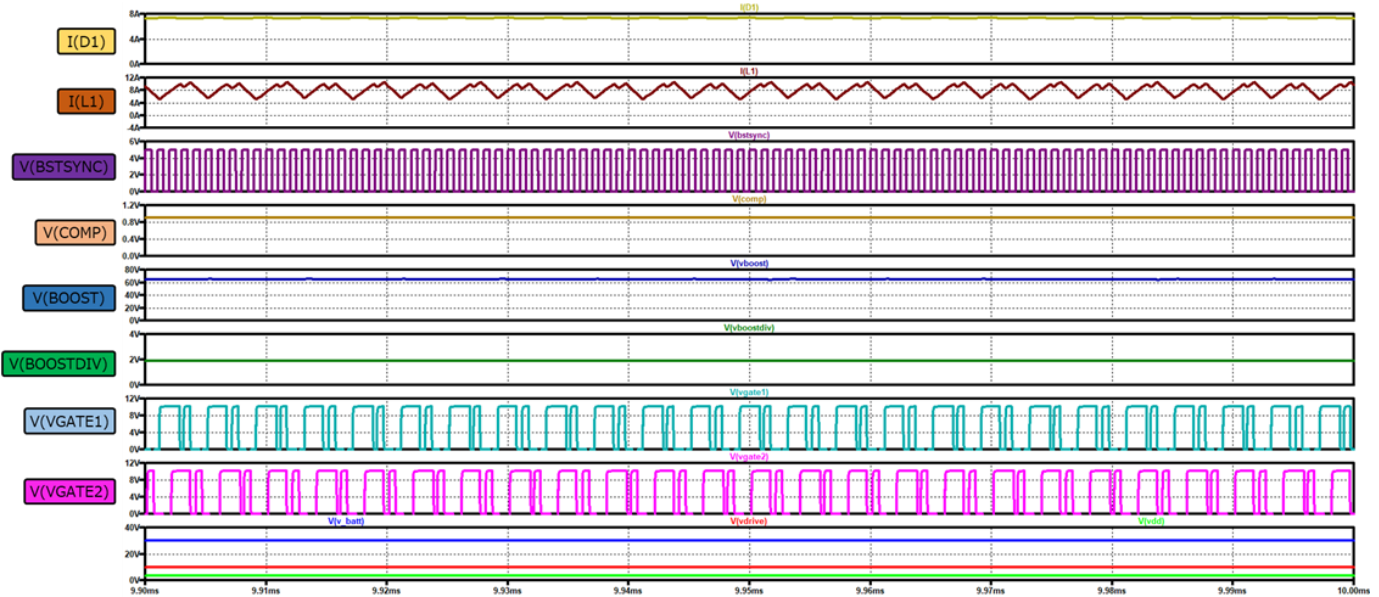 I(D1)
8A
4A
0A
I(D1)
I(L1)
12A
8A
4A
0A
-4A
I(L1)
V(bstsync)
6V
4V
2V
0V
V(BSTSYNC)
V(comp)
1.2V
0.8V
0.4V
0.0V
V(COMP)
V(vboost)
80V
60V
40V
20V
0V
V(BOOST)
V(vboostdiv)
4V
2V
0V
V(BOOSTDIV)
V(vgate1)
12V
8V
4V
0V
V(VGATE1)
V(vgate2)
12V
8V
4V
0V
V(VGATE2)
V(v_batt) V(vdrive) V(vdd)
40V
20V
0V
9.90ms 9.91ms 9.92ms 9.93ms 9.94ms 9.95ms 9.96ms 9.97ms 9.98ms 9.99ms 10.00ms